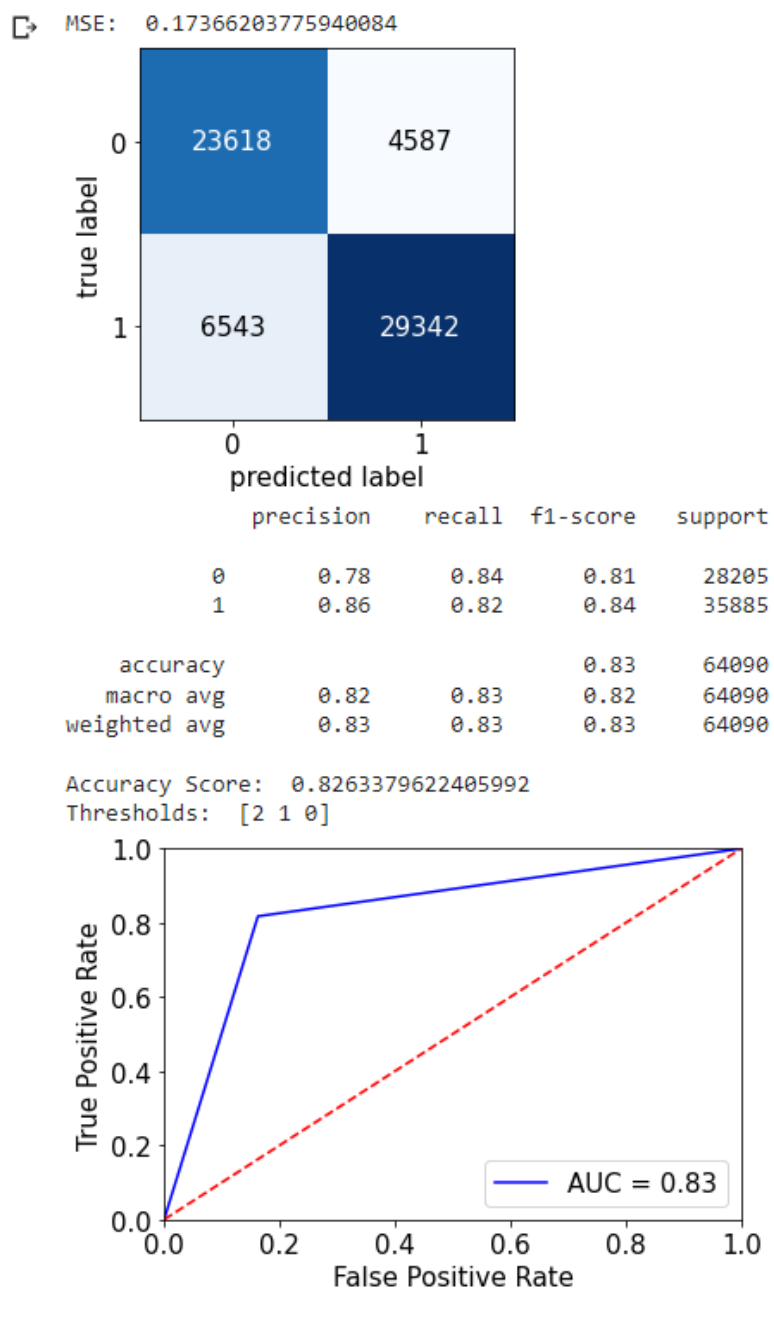 MSE: 0.17366203775940084
23618 4587
6543 29342
true label
0
1
0 1
predicted label
precision recall f1-score support
0 0.78 0.84 0.81 28205
1 0.86 0.82 0.84 35885
accuracy 0.83 64090
macro avg 0.82 0.83 0.82 64090
weighted avg 0.83 0.83 0.83 64090
Accuracy Score: 0.8263379622405992
Thresholds: [2 1 0]
True Positive Rate
1.0
0.8
0.6
0.4
0.2
0.0
AUC = 0.83
0.0 0.2 0.4 0.6 0.8 1.0
False Positive Rate